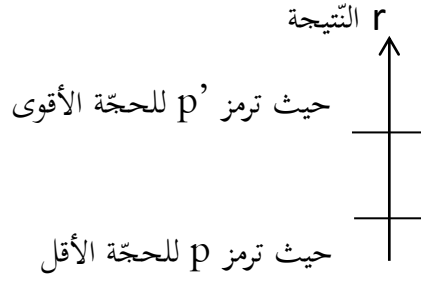 r النّتيجة
حيث ترمز p’ للحجّة الأقوى
حيث ترمز p للحجّة الأقل